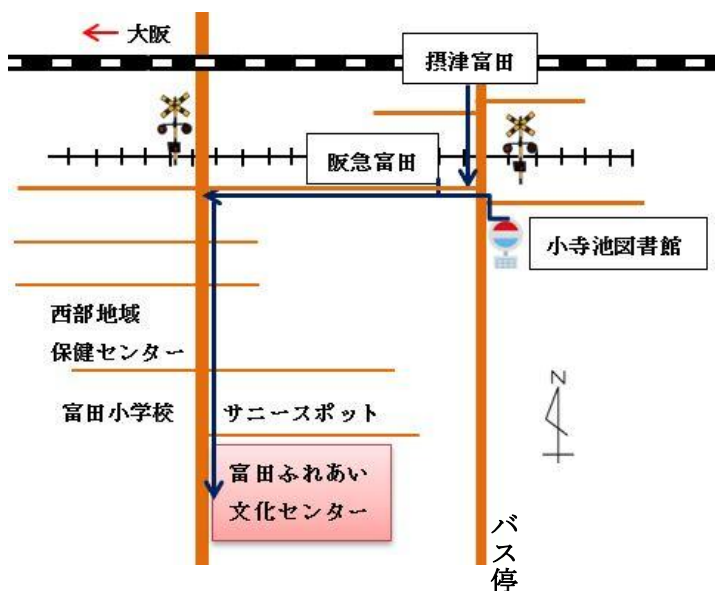 大阪
摂津富田
阪急富田
小寺池図書館
西部地域
保健センター
N
富田小学校
サニースポット
富田ふれあい
文化センター
バス停